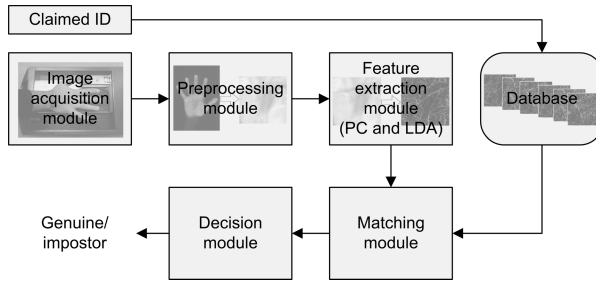 Claimed ID
Image
acquisition
module
Preprocessing
module
Feature
extraction
module
(PC and LDA)
Database
Genuine/
impostor
Decision
module
Matching
module